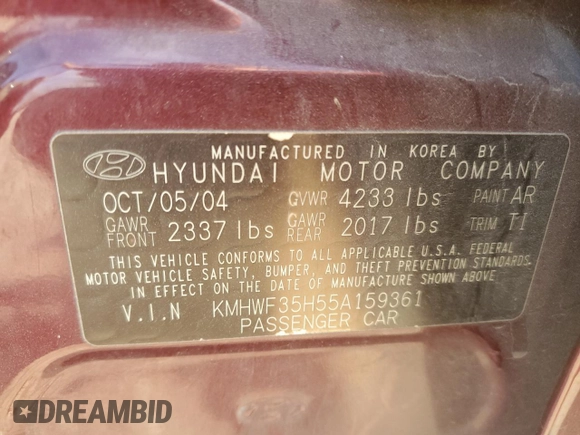 MANUFACTURED IN KOREA BY
HYUNDAI MOTOR COMPANY
OCT/05/04 GVWR 4233 lbs PAINT AR
GAWR FRONT 2337 lbs GAWR REAR 2017 lbs TRIM TI
THIS VEHICLE CONFORMS TO ALL APPLICABLE U.S.A. FEDERAL
MOTOR VEHICLE SAFETY, BUMPER, AND THEFT PREVENTION STANDARDS
IN EFFECT ON THE DATE OF MANUFACTURE SHOWN ABOVE.
V.I.N KMHWF35H55A159361
PASSENGER CAR
DREAMBID